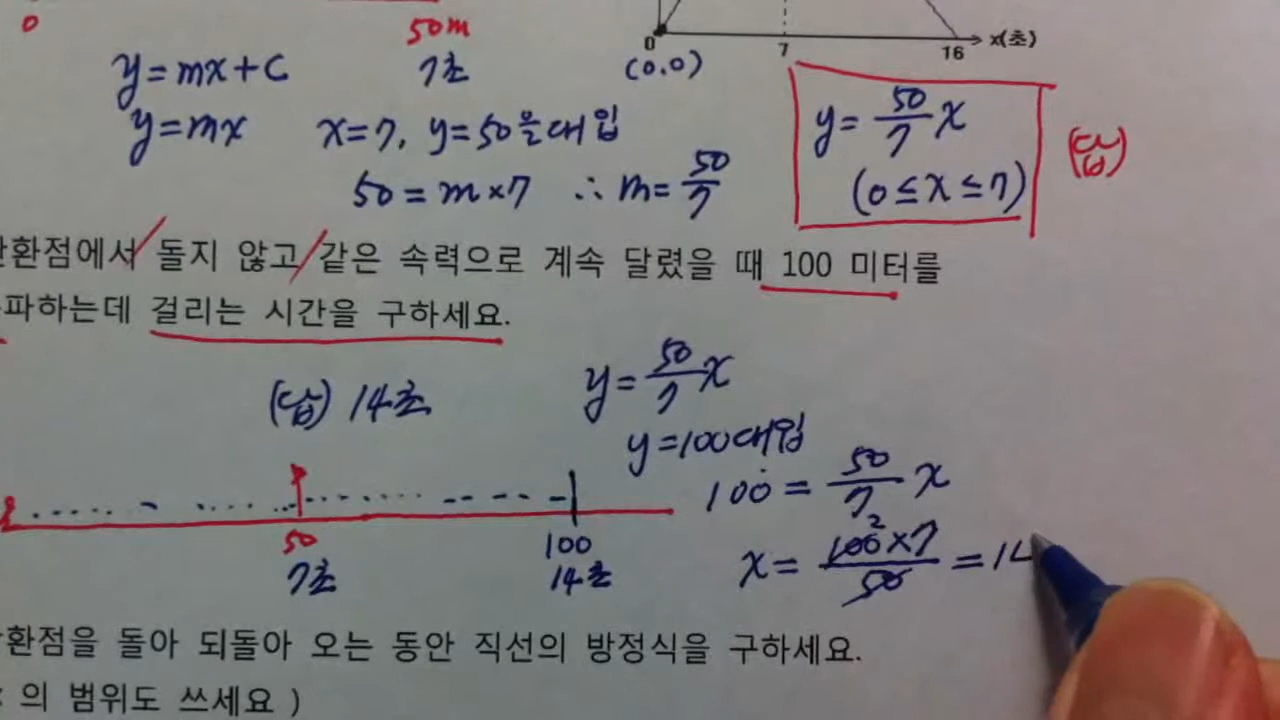 0
50m
7초
0
7
16
x(초)
(0,0)
y=mx+c
y=mx
x=7, y=50을대입
50=m×7 ∴m=50/7
y=50/7 x
(0≤x≤7)
(답)
환점에서 돌지 않고 같은 속력으로 계속 달렸을 때 100 미터를
파하는데 걸리는 시간을 구하세요.
(답) 14초
y=50/7 x
y=100대입
100=50/7 x
x=100²×7/50=14
50
7초
100
14초
환점을 돌아 되돌아 오는 동안 직선의 방정식을 구하세요.
의 범위도 쓰세요 )